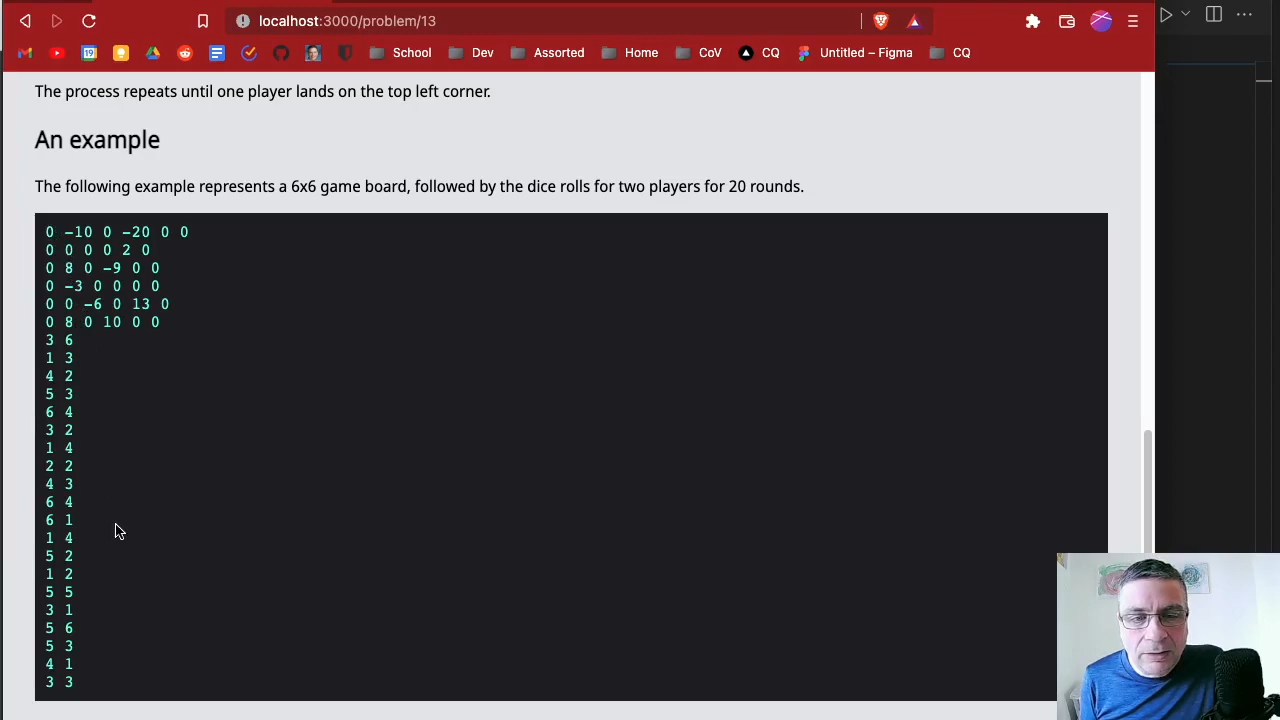 localhost:3000/problem/13
19 School Dev Assorted Home CoV CQ Untitled – Figma CQ
The process repeats until one player lands on the top left corner.
An example
The following example represents a 6x6 game board, followed by the dice rolls for two players for 20 rounds.
0 -10 0 -20 0 0
0 0 0 0 2 0
0 8 0 -9 0 0
0 -3 0 0 0 0
0 0 -6 0 13 0
0 8 0 10 0 0
3 6
1 3
4 2
5 3
6 4
3 2
1 4
2 2
4 3
6 4
6 1
1 4
5 2
1 2
5 5
3 1
5 6
5 3
4 1
3 3